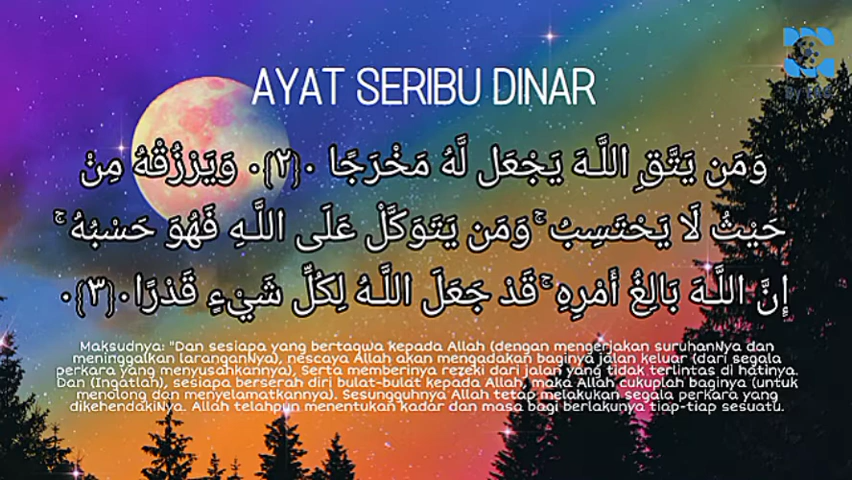 AYAT SERIBU DINAR
وَمَن يَتَّقِ اللَّـهَ يَجْعَل لَّهُ مَخْرَجًا ﴿٢﴾ وَيَرْزُقْهُ مِنْ
حَيْثُ لَا يَحْتَسِبُ ۚ وَمَن يَتَوَكَّلْ عَلَى اللَّـهِ فَهُوَ حَسْبُهُ ۚ
إِنَّ اللَّـهَ بَالِغُ أَمْرِهِ ۚ قَدْ جَعَلَ اللَّـهُ لِكُلِّ شَيْءٍ قَدْرًا ﴿٣﴾
Maksudnya: "Dan sesiapa yang bertaqwa kepada Allah (dengan mengerjakan suruhanNya dan
meninggalkan laranganNya), nescaya Allah akan mengadakan baginya jalan keluar (dari segala
perkara yang menyusahkannya), Serta memberinya rezeki dari jalan yang tidak terlintas di hatinya.
Dan (Ingatlah), sesiapa berserah diri bulat-bulat kepada Allah, maka Allah cukuplah baginya (untuk
menolong dan menyelamatkannya). Sesungguhnya Allah tetap melakukan segala perkara yang
dikehendakiNya. Allah telahpun menentukan kadar dan masa bagi berlakunya tiap-tiap sesuatu.